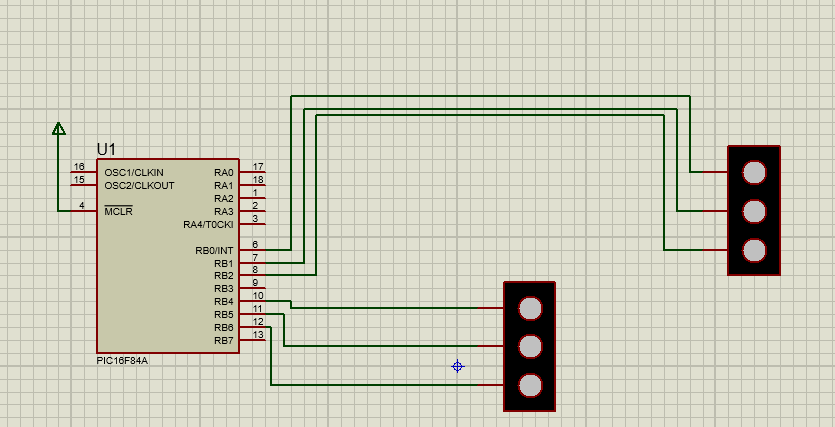 U1
16 OSC1/CLKIN RA0 17
15 OSC2/CLKOUT RA1 18
RA2 1
4 MCLR RA3 2
RA4/T0CKI 3
RB0/INT 6
RB1 7
RB2 8
RB3 9
RB4 10
RB5 11
RB6 12
RB7 13
PIC16F84A